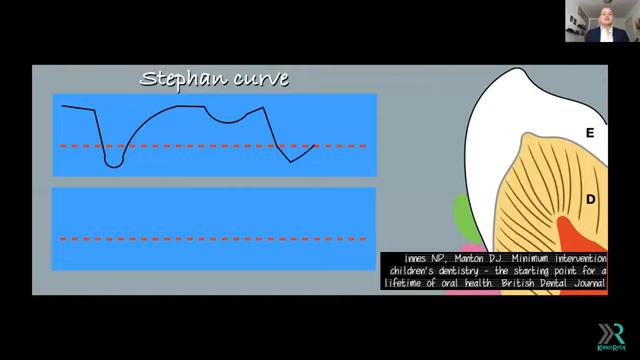 Stephan curve
E
D
innes NP, Manton DJ. Minimum intervention
children's dentistry - the starting point for a
lifetime of oral health. British Dental Journal
KonozRetaj